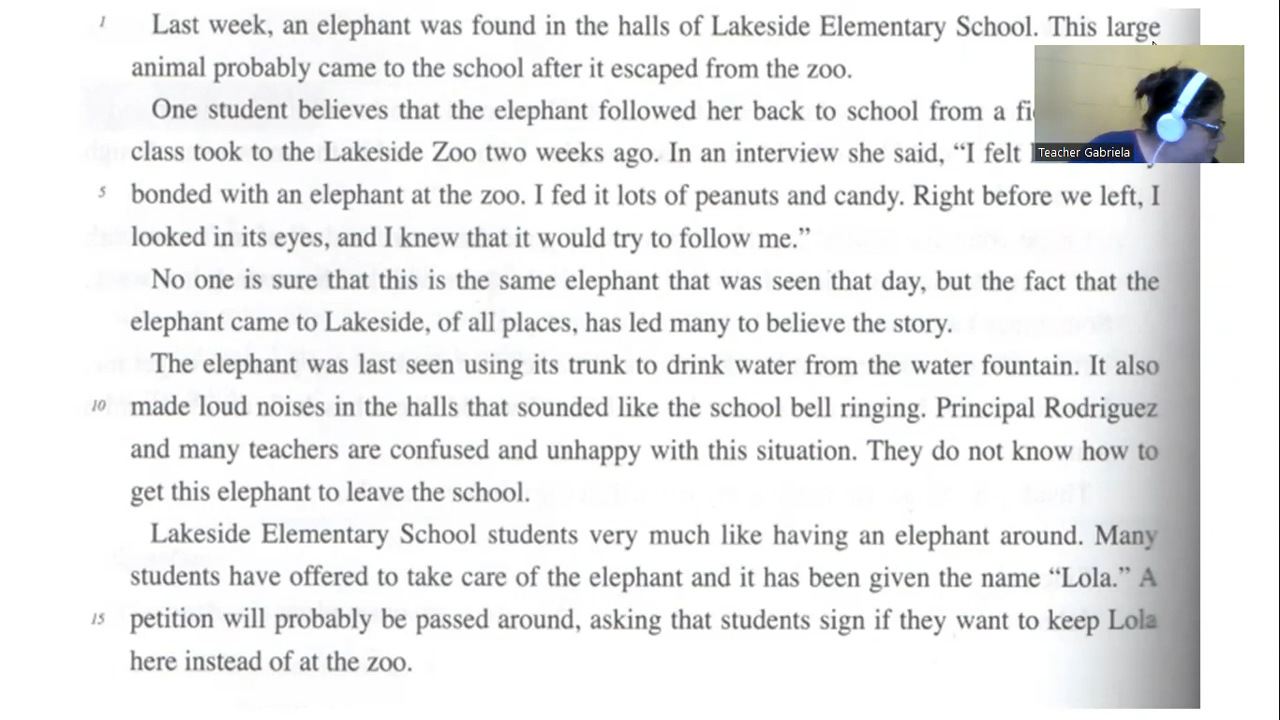 1 Last week, an elephant was found in the halls of Lakeside Elementary School. This large
animal probably came to the school after it escaped from the zoo.
One student believes that the elephant followed her back to school from a
class took to the Lakeside Zoo two weeks ago. In an interview she said, “I felt
5 bonded with an elephant at the zoo. I fed it lots of peanuts and candy. Right before we left, I
looked in its eyes, and I knew that it would try to follow me.”
No one is sure that this is the same elephant that was seen that day, but the fact that the
elephant came to Lakeside, of all places, has led many to believe the story.
The elephant was last seen using its trunk to drink water from the water fountain. It also
10 made loud noises in the halls that sounded like the school bell ringing. Principal Rodriguez
and many teachers are confused and unhappy with this situation. They do not know how to
get this elephant to leave the school.
Lakeside Elementary School students very much like having an elephant around. Many
students have offered to take care of the elephant and it has been given the name “Lola.” A
15 petition will probably be passed around, asking that students sign if they want to keep Lola
here instead of at the zoo.
Teacher Gabriela